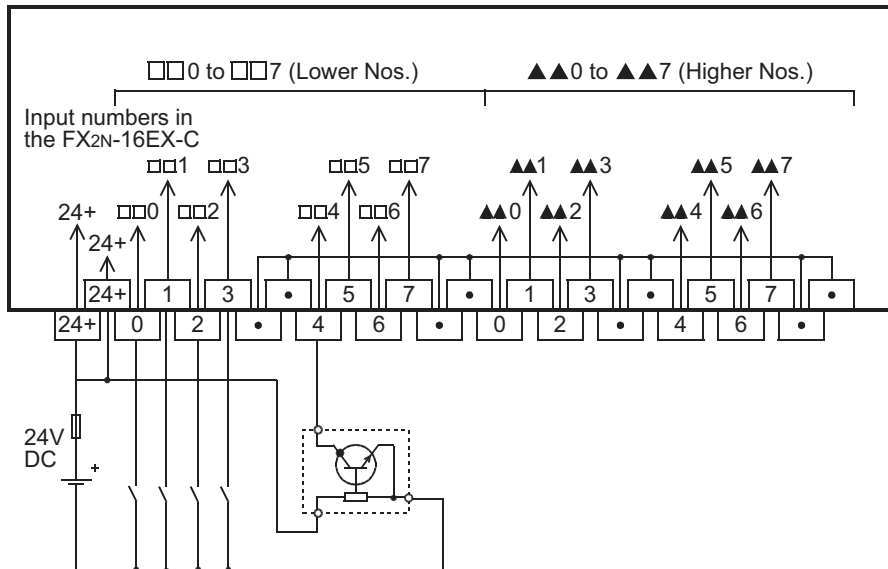 □□0 to □□7 (Lower Nos.) ▲▲0 to ▲▲7 (Higher Nos.)
Input numbers in
the FX2N-16EX-C
□□1 □□3 □□5 □□7 ▲▲1 ▲▲3 ▲▲5 ▲▲7
24+ □□0 □□2 □□4 □□6 ▲▲0 ▲▲2 ▲▲4 ▲▲6
24+
24+ 1 3 • 5 7 • 1 3 • 5 7 •
24+ 0 2 • 4 6 • 0 2 • 4 6 •
24V
DC
+